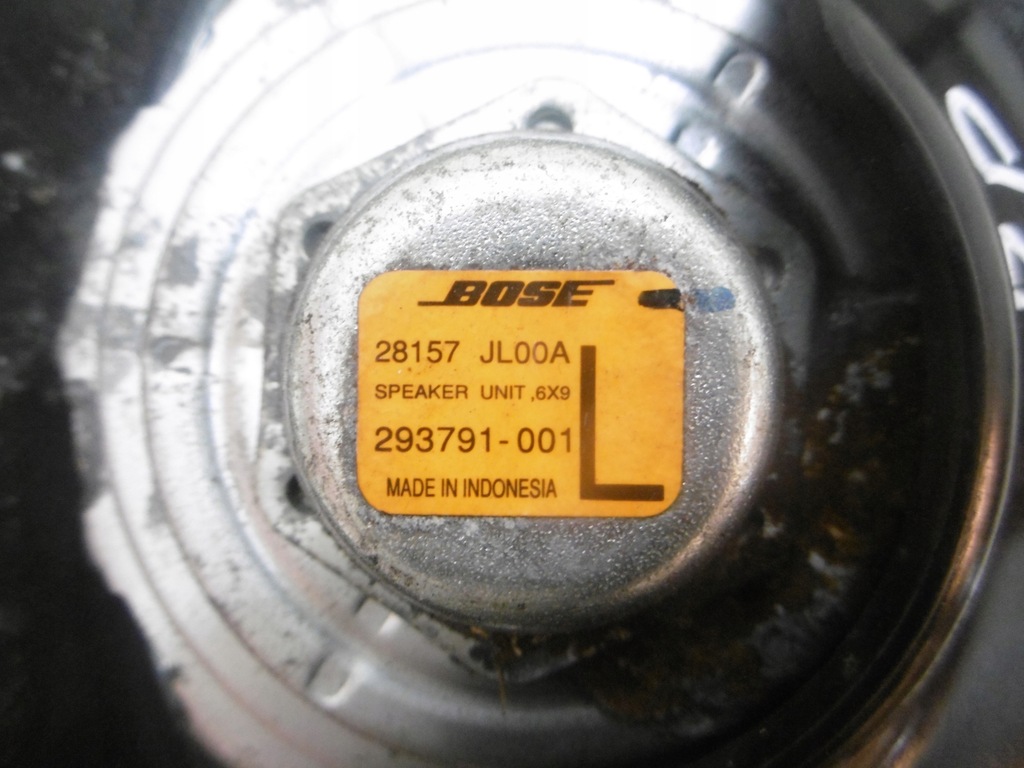 BOSE
28157 JL00A
SPEAKER UNIT ,6X9
293791-001
L
MADE IN INDONESIA